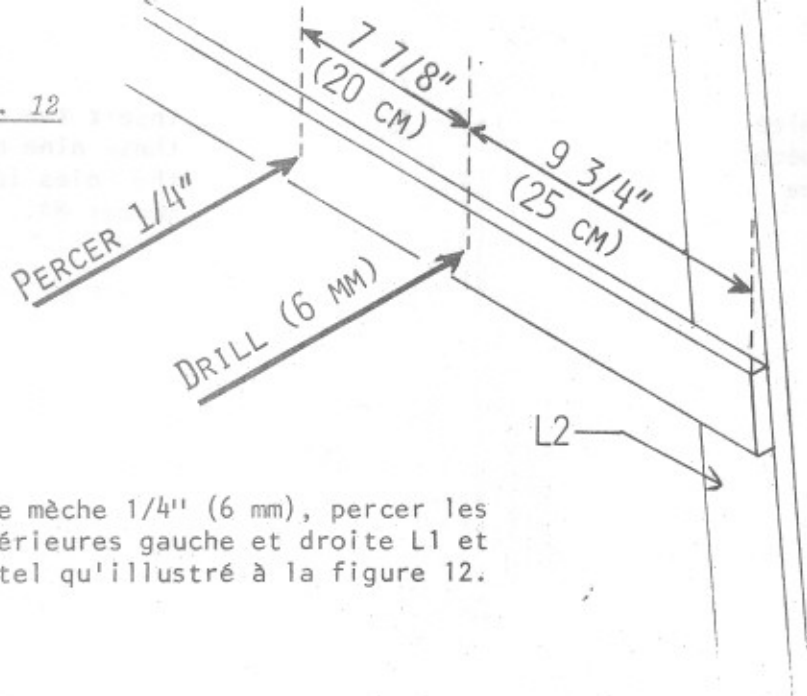 . 12
7 7/8"
(20 CM)
9 3/4"
(25 CM)
PERCER 1/4"
DRILL (6 MM)
L2
e mèche 1/4" (6 mm), percer les
érieures gauche et droite L1 et
tel qu'illustré à la figure 12.